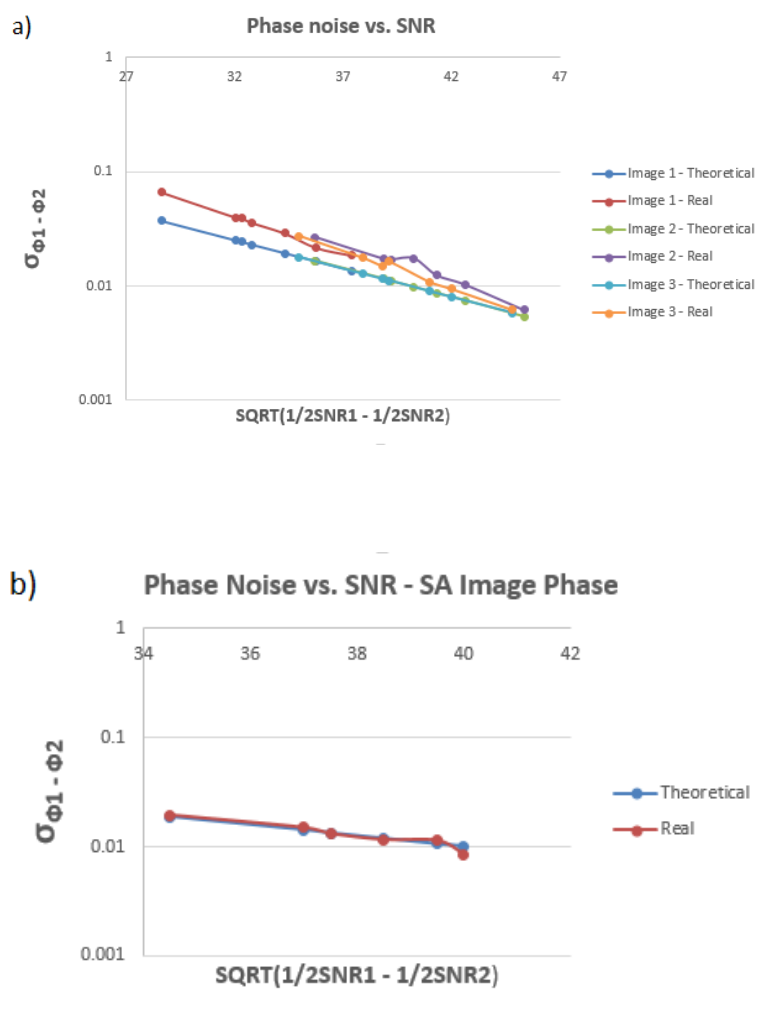 a)
Phase noise vs. SNR
1
27 32 37 42 47
0.1
0.01
0.001
σΦ1 - Φ2
SQRT(1/2SNR1 - 1/2SNR2)
Image 1 - Theoretical
Image 1 - Real
Image 2 - Theoretical
Image 2 - Real
Image 3 - Theoretical
Image 3 - Real
b)
Phase Noise vs. SNR - SA Image Phase
1
34 36 38 40 42
0.1
0.01
0.001
σΦ1 - Φ2
SQRT(1/2SNR1 - 1/2SNR2)
Theoretical
Real